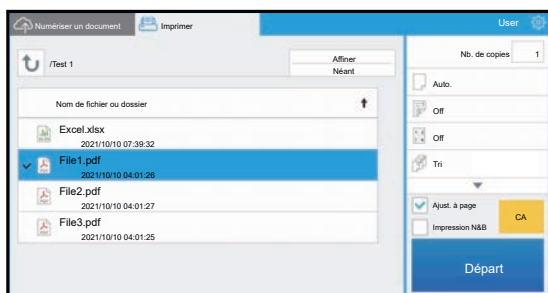 Numériser un document
Imprimer
User
/Test 1
Affiner
Néant
Nom de fichier ou dossier
Excel.xlsx
2021/10/10 07:39:32
File1.pdf
2021/10/10 04:01:26
File2.pdf
2021/10/10 04:01:27
File3.pdf
2021/10/10 04:01:25
Nb. de copies 1
Auto.
Off
Off
Tri
Ajust. à page
Impression N&B
CA
Départ